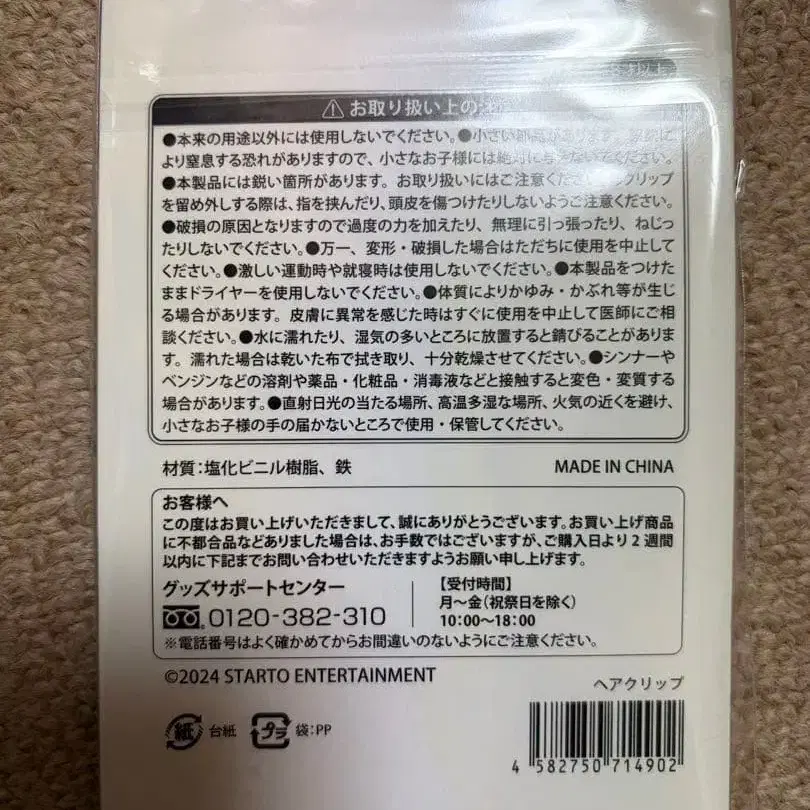 以上
⚠お取り扱い上の
●本来の用途以外には使用しないでください。●小さい部品があります。
により窒息する恐れがありますので、小さなお子様には絶対に与えないでください。
●本製品には鋭い箇所があります。お取り扱いにはご注意くださ クリップ
を留め外しする際は、指を挟んだり、頭皮を傷つけたりしないようご注意ください。
●破損の原因となりますので過度の力を加えたり、無理に引っ張ったり、ねじっ
たりしないでください。●万一、変形・破損した場合はただちに使用を中止して
ください。●激しい運動時や就寝時は使用しないでください。●本製品をつけた
ままドライヤーを使用しないでください。●体質によりかゆみ・かぶれ等が生じ
る場合があります。皮膚に異常を感じた時はすぐに使用を中止して医師にご相
談ください。●水に濡れたり、湿気の多いところに放置すると錆びることがありま
す。濡れた場合は乾いた布で拭き取り、十分乾燥させてください。●シンナーや
ベンジンなどの溶剤や薬品・化粧品・消毒液などと接触すると変色・変質する
場合があります。●直射日光の当たる場所、高温多湿な場所、火気の近くを避け、
小さなお子様の手の届かないところで使用・保管してください。
材質:塩化ビニル樹脂、鉄 MADE IN CHINA
お客様へ
この度はお買い上げいただきまして、誠にありがとうございます。お買い上げ商品
に不都合品などありました場合は、お手数ではございますが、ご購入日より2週間
以内に下記までお問い合わせいただきますようお願い申し上げます。
グッズサポートセンター
0120-382-310
【受付時間】
月～金(祝祭日を除く)
10:00～18:00
※電話番号はよく確かめてからお間違いのないようにご注意ください。
©2024 STARTO ENTERTAINMENT
ヘアクリップ
紙 台紙 プラ 袋:PP
4 582750 714902